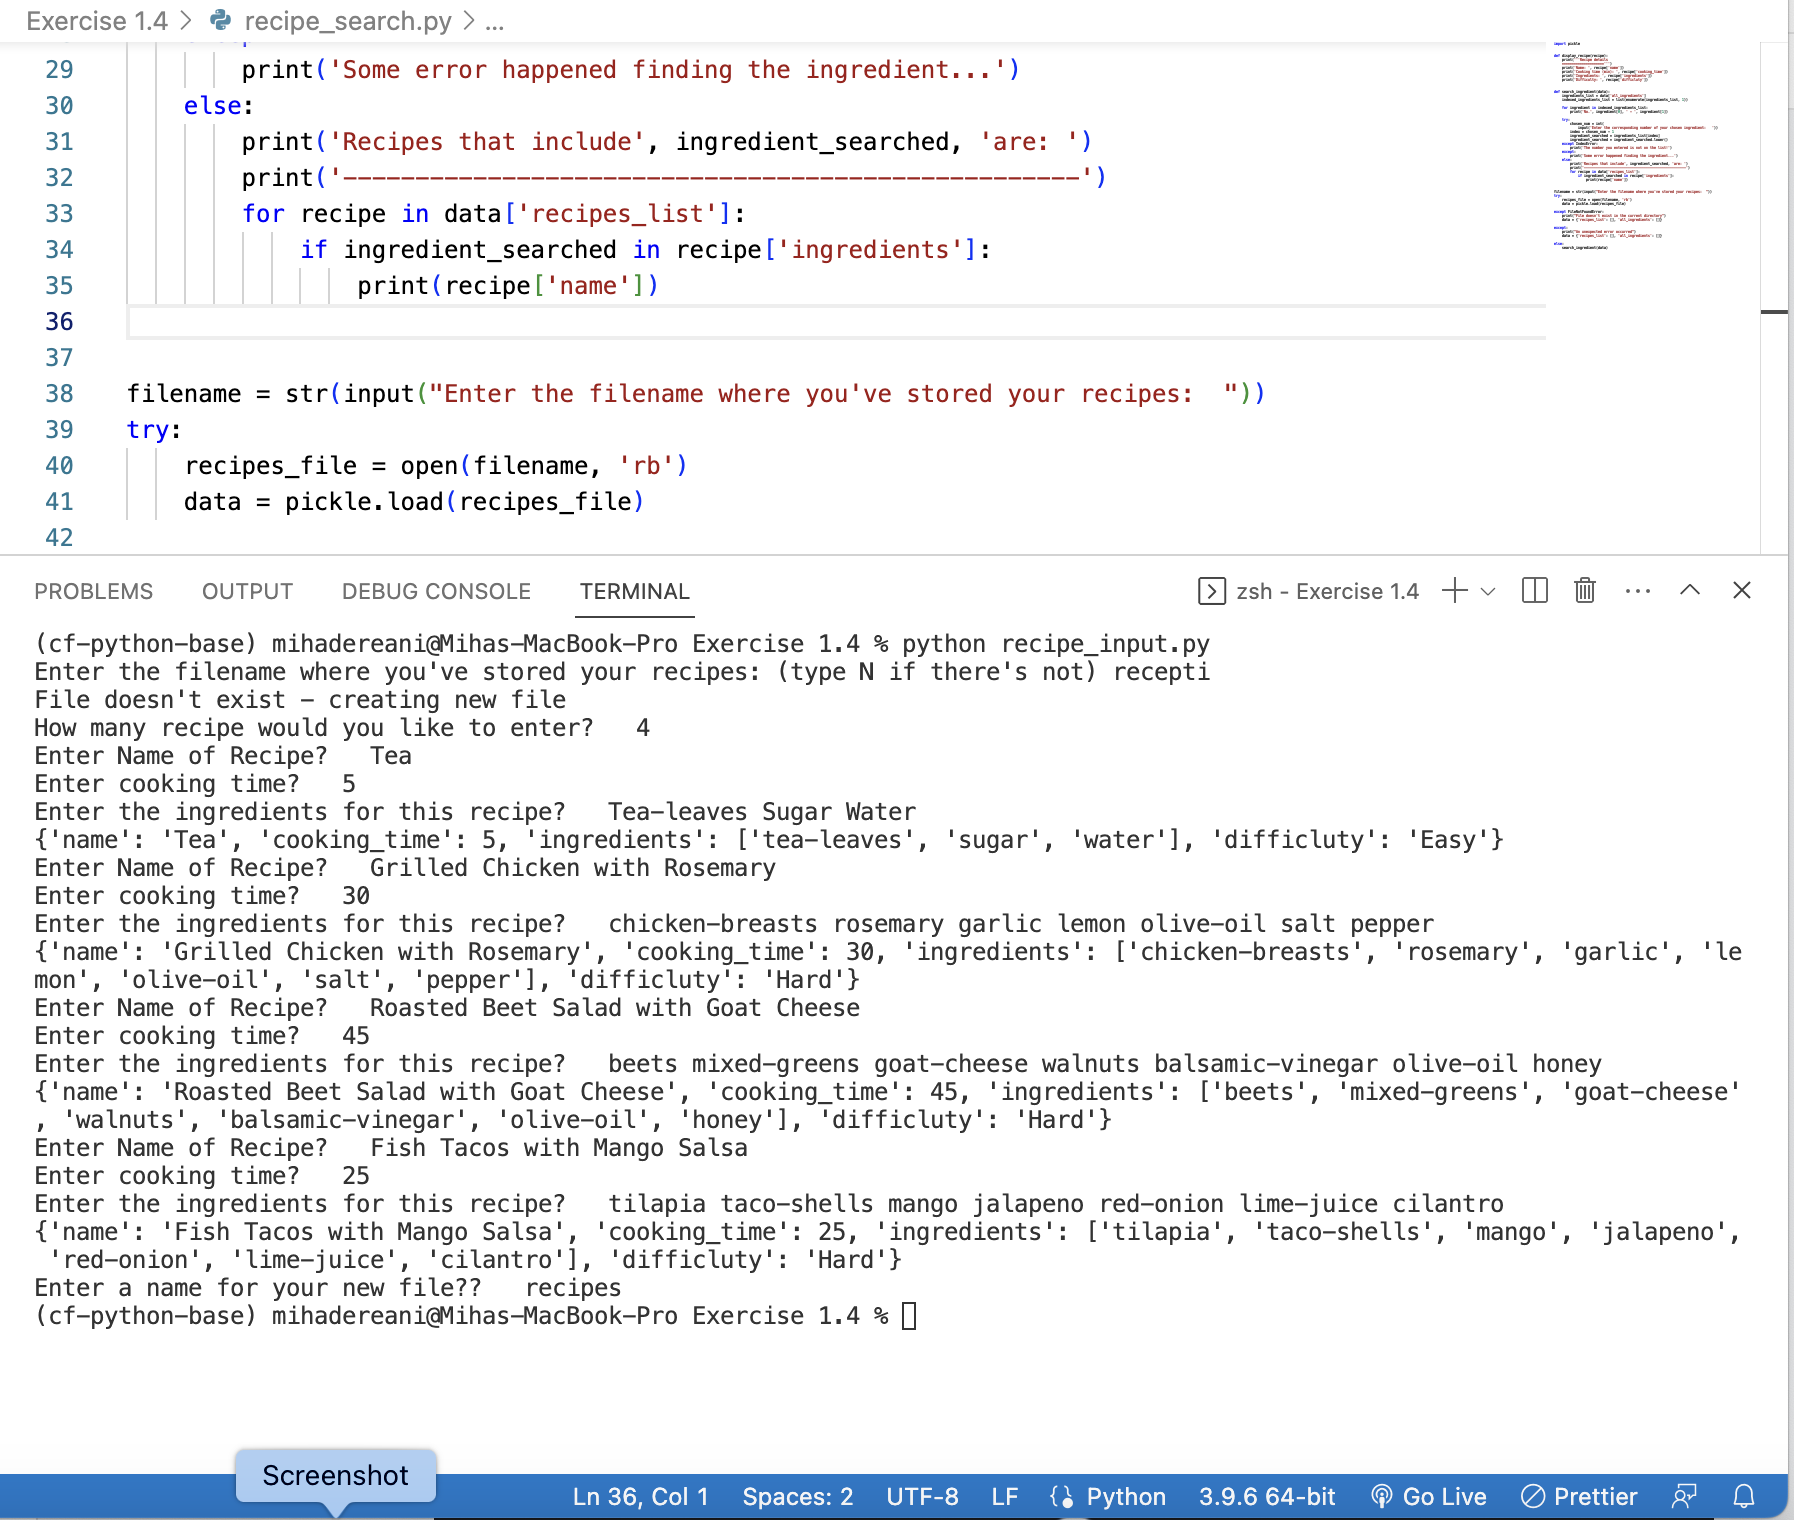 Exercise 1.4 > recipe_search.py > ...
29 print('Some error happened finding the ingredient...')
30 else:
31 print('Recipes that include', ingredient_searched, 'are: ')
32 print('---------------------------------------------------')
33 for recipe in data['recipes_list']:
34 if ingredient_searched in recipe['ingredients']:
35 print(recipe['name'])
36
37
38 filename = str(input("Enter the filename where you've stored your recipes:  "))
39 try:
40 recipes_file = open(filename, 'rb')
41 data = pickle.load(recipes_file)
42
PROBLEMS OUTPUT DEBUG CONSOLE TERMINAL zsh - Exercise 1.4
(cf-python-base) mihadereani@Mihas-MacBook-Pro Exercise 1.4 % python recipe_input.py
Enter the filename where you've stored your recipes: (type N if there's not) recepti
File doesn't exist - creating new file
How many recipe would you like to enter?   4
Enter Name of Recipe?   Tea
Enter cooking time?   5
Enter the ingredients for this recipe?   Tea-leaves Sugar Water
{'name': 'Tea', 'cooking_time': 5, 'ingredients': ['tea-leaves', 'sugar', 'water'], 'difficluty': 'Easy'}
Enter Name of Recipe?   Grilled Chicken with Rosemary
Enter cooking time?   30
Enter the ingredients for this recipe?   chicken-breasts rosemary garlic lemon olive-oil salt pepper
{'name': 'Grilled Chicken with Rosemary', 'cooking_time': 30, 'ingredients': ['chicken-breasts', 'rosemary', 'garlic', 'le
mon', 'olive-oil', 'salt', 'pepper'], 'difficluty': 'Hard'}
Enter Name of Recipe?   Roasted Beet Salad with Goat Cheese
Enter cooking time?   45
Enter the ingredients for this recipe?   beets mixed-greens goat-cheese walnuts balsamic-vinegar olive-oil honey
{'name': 'Roasted Beet Salad with Goat Cheese', 'cooking_time': 45, 'ingredients': ['beets', 'mixed-greens', 'goat-cheese'
, 'walnuts', 'balsamic-vinegar', 'olive-oil', 'honey'], 'difficluty': 'Hard'}
Enter Name of Recipe?   Fish Tacos with Mango Salsa
Enter cooking time?   25
Enter the ingredients for this recipe?   tilapia taco-shells mango jalapeno red-onion lime-juice cilantro
{'name': 'Fish Tacos with Mango Salsa', 'cooking_time': 25, 'ingredients': ['tilapia', 'taco-shells', 'mango', 'jalapeno',
'red-onion', 'lime-juice', 'cilantro'], 'difficluty': 'Hard'}
Enter a name for your new file??   recipes
(cf-python-base) mihadereani@Mihas-MacBook-Pro Exercise 1.4 %
Screenshot
Ln 36, Col 1 Spaces: 2 UTF-8 LF Python 3.9.6 64-bit Go Live Prettier